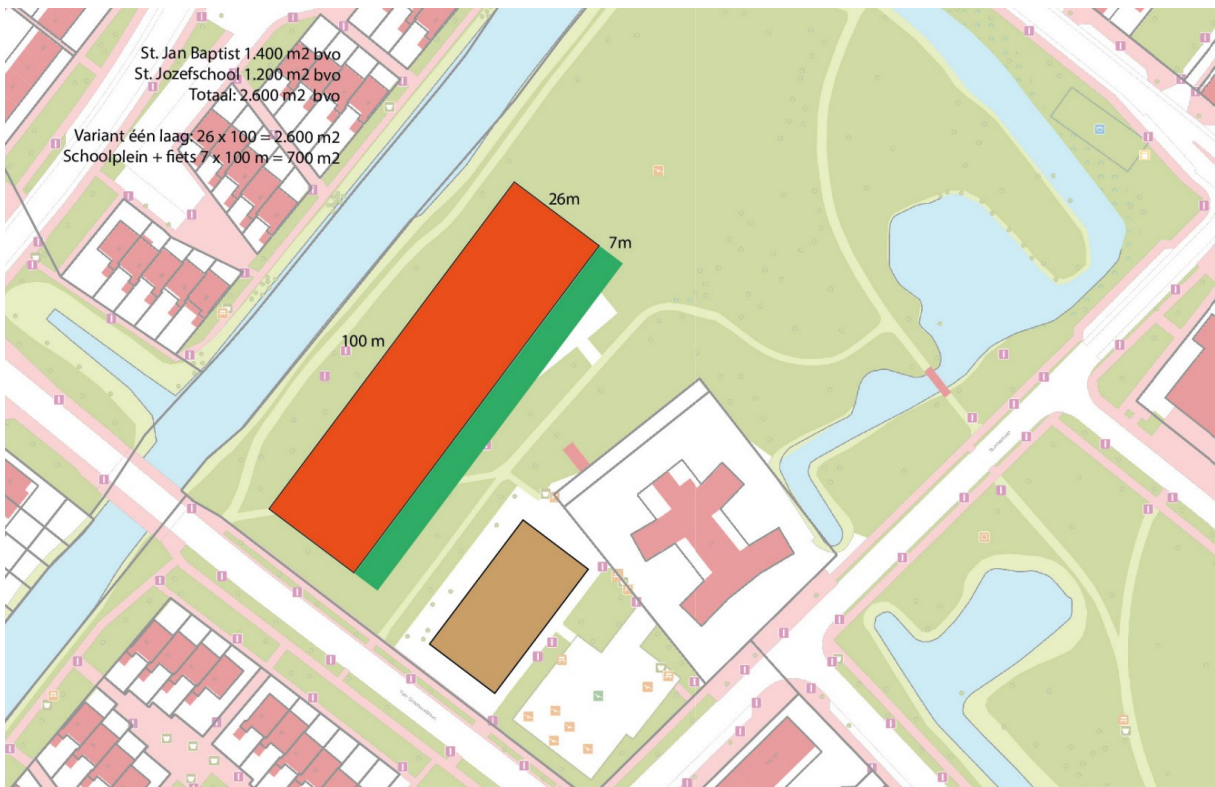 St. Jan Baptist 1.400 m2 bvo
St. Jozefschool 1.200 m2 bvo
Totaal: 2.600 m2 bvo
Variant één laag: 26 x 100 = 2.600 m2
Schoolplein + fiets 7 x 100 m = 700 m2
26m
7m
100 m